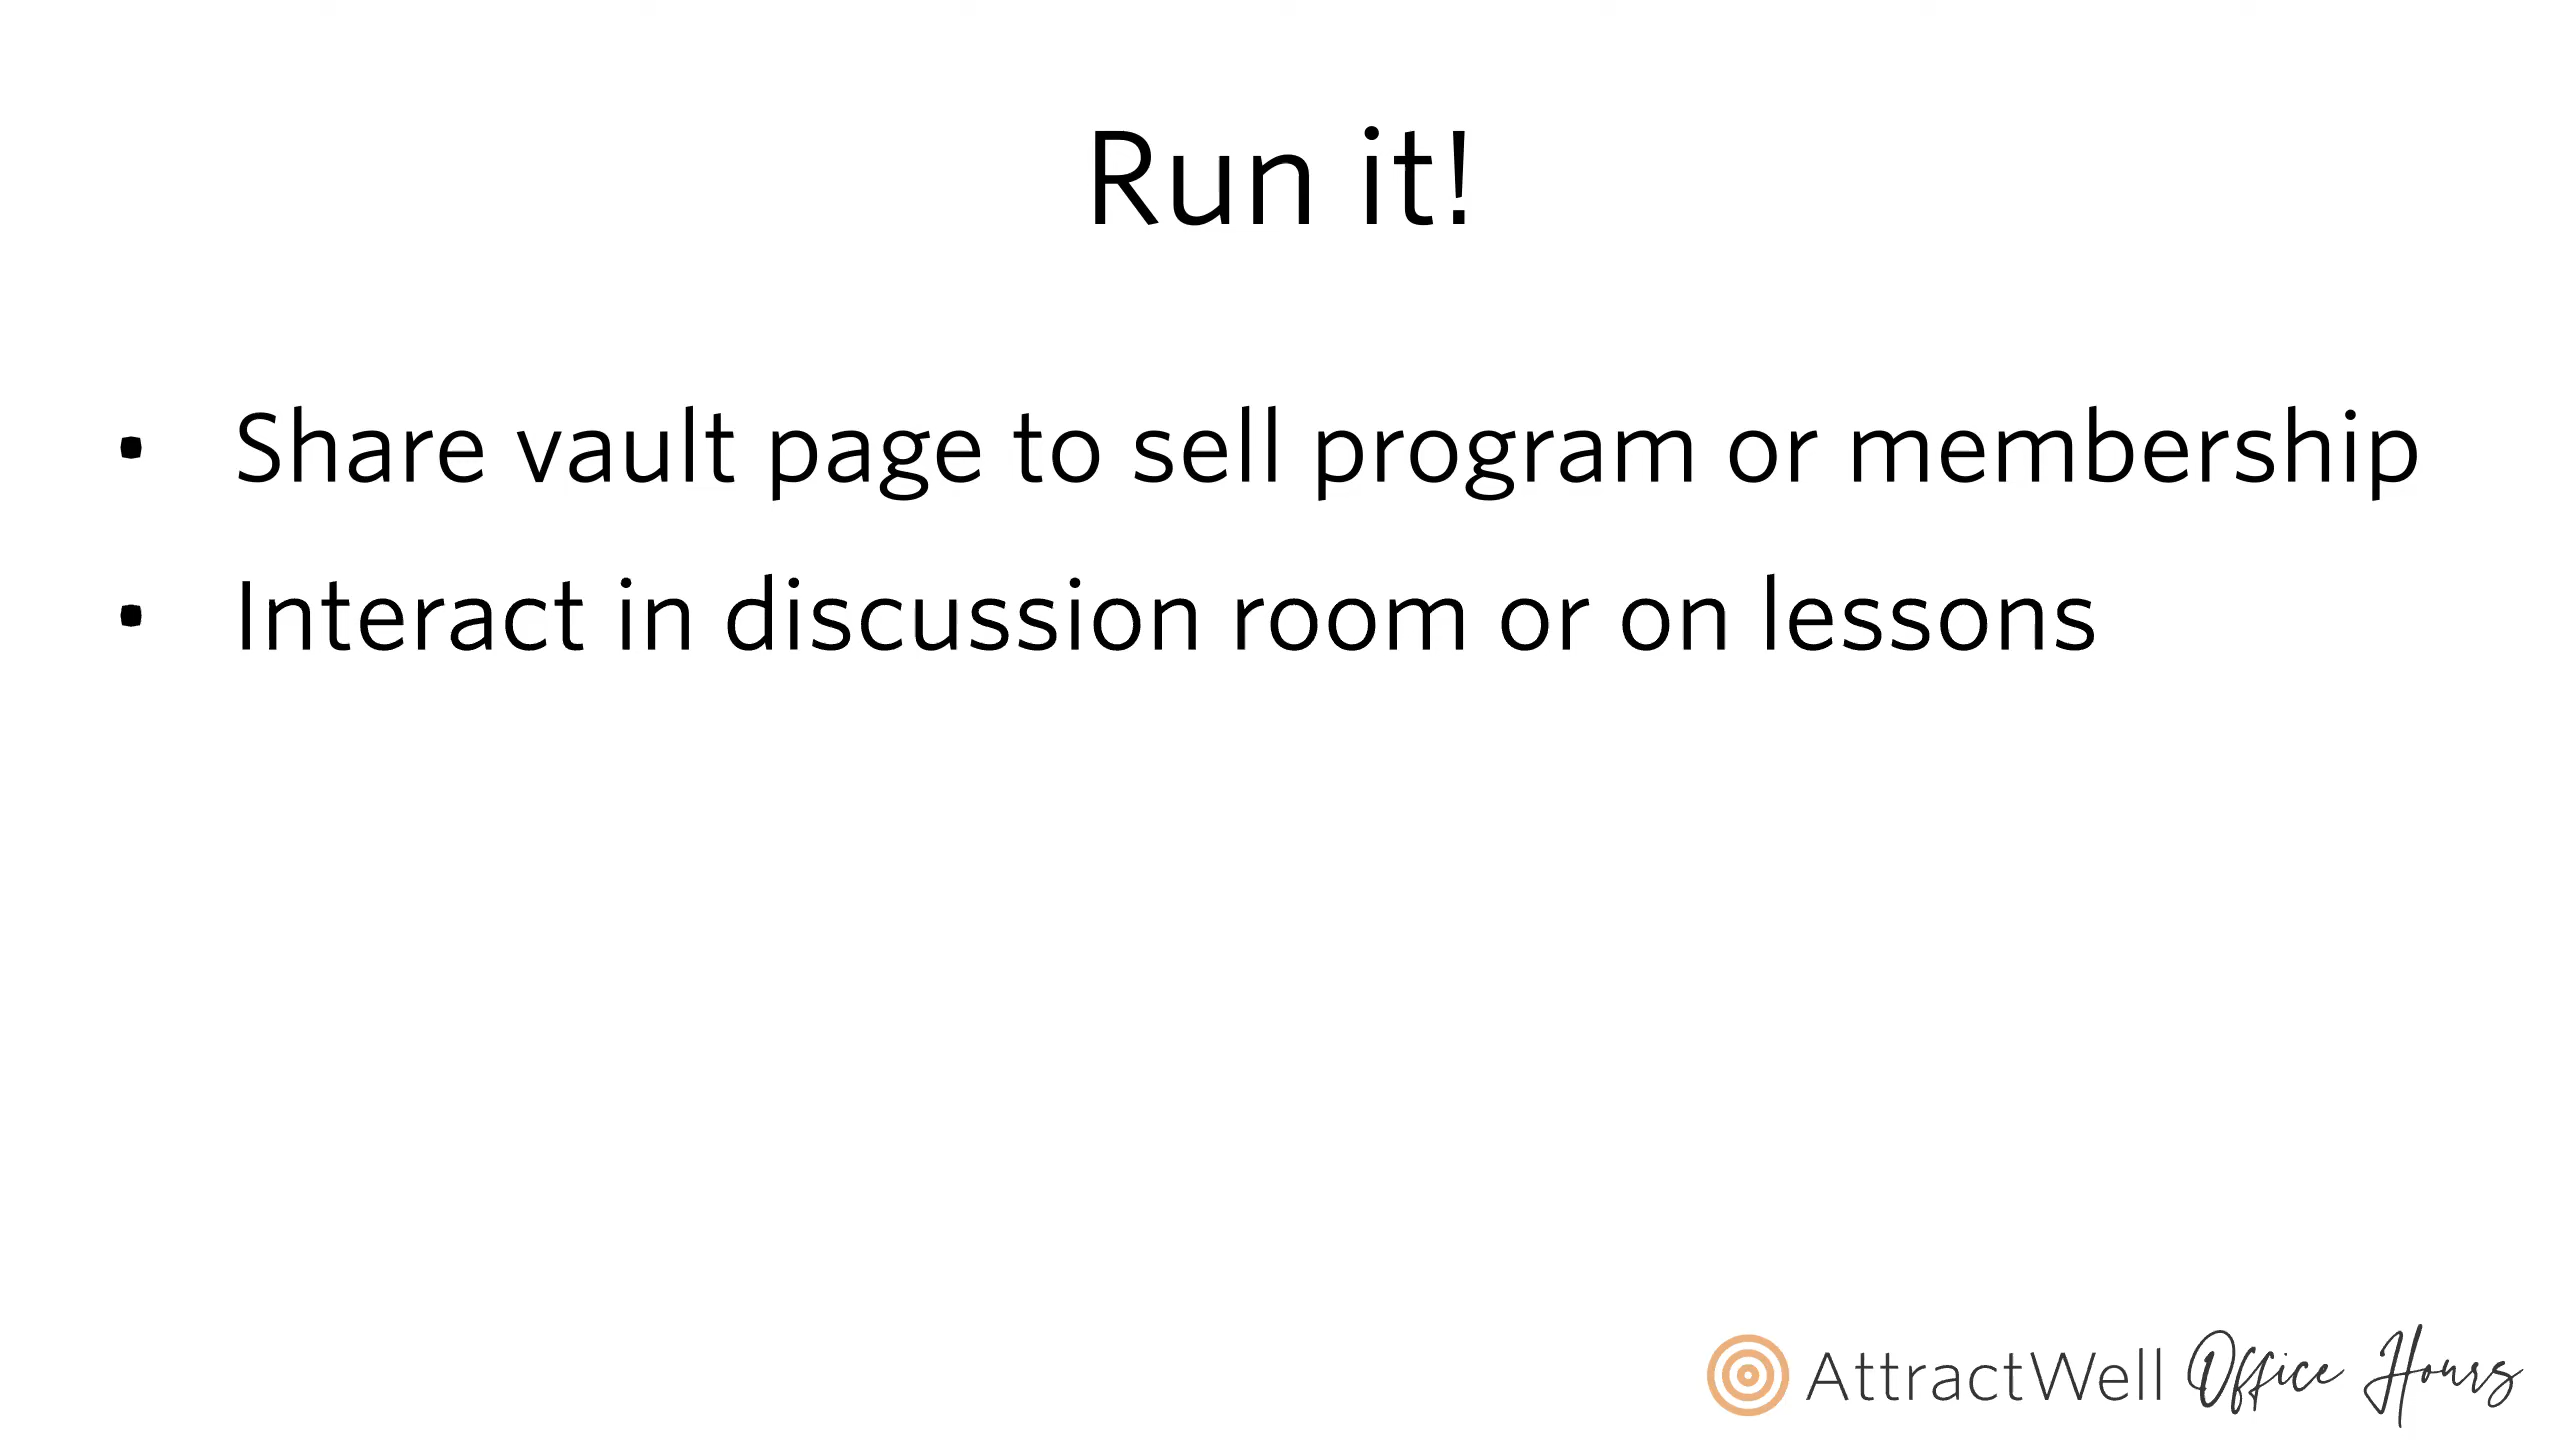 Run it!
• Share vault page to sell program or membership
• Interact in discussion room or on lessons
AttractWell Office Hours